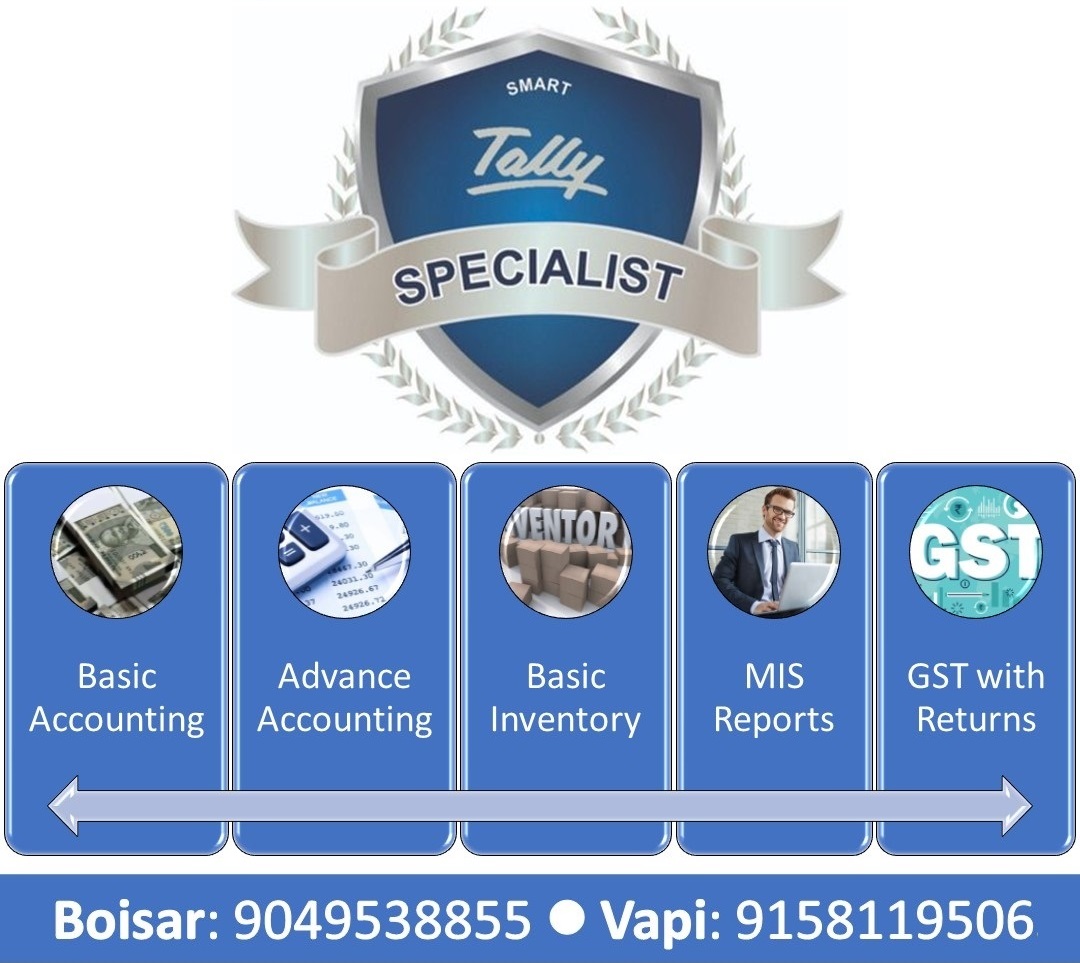 SMART
Tally
SPECIALIST
VENTOR
GST
Basic
Accounting
Advance
Accounting
Basic
Inventory
MIS
Reports
GST with
Returns
Boisar: 9049538855 ● Vapi: 9158119506